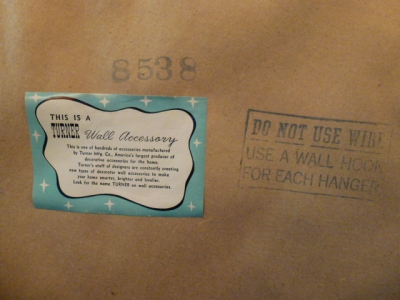 8538
THIS IS A
TURNER Wall Accessory
This is one of hundreds of accessories manufactured
by Turner Mfg. Co., America's largest producer of
decorative accessories for the home.
Turner's staff of designers are constantly creating
new types of decorator wall accessories to make
your home smarter, brighter and lovelier.
Look for the name TURNER on wall accessories
DO NOT USE WIRE
USE A WALL HOOK
FOR EACH HANGER